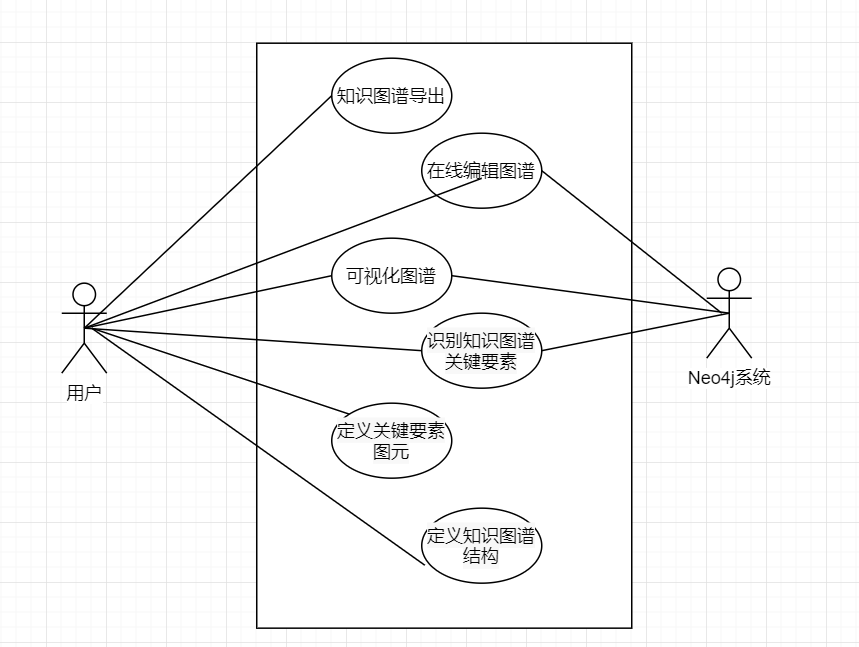 知识图谱导出
在线编辑图谱
可视化图谱
识别知识图谱
关键要素
用户
Neo4j系统
定义关键要素
图元
定义知识图谱
结构